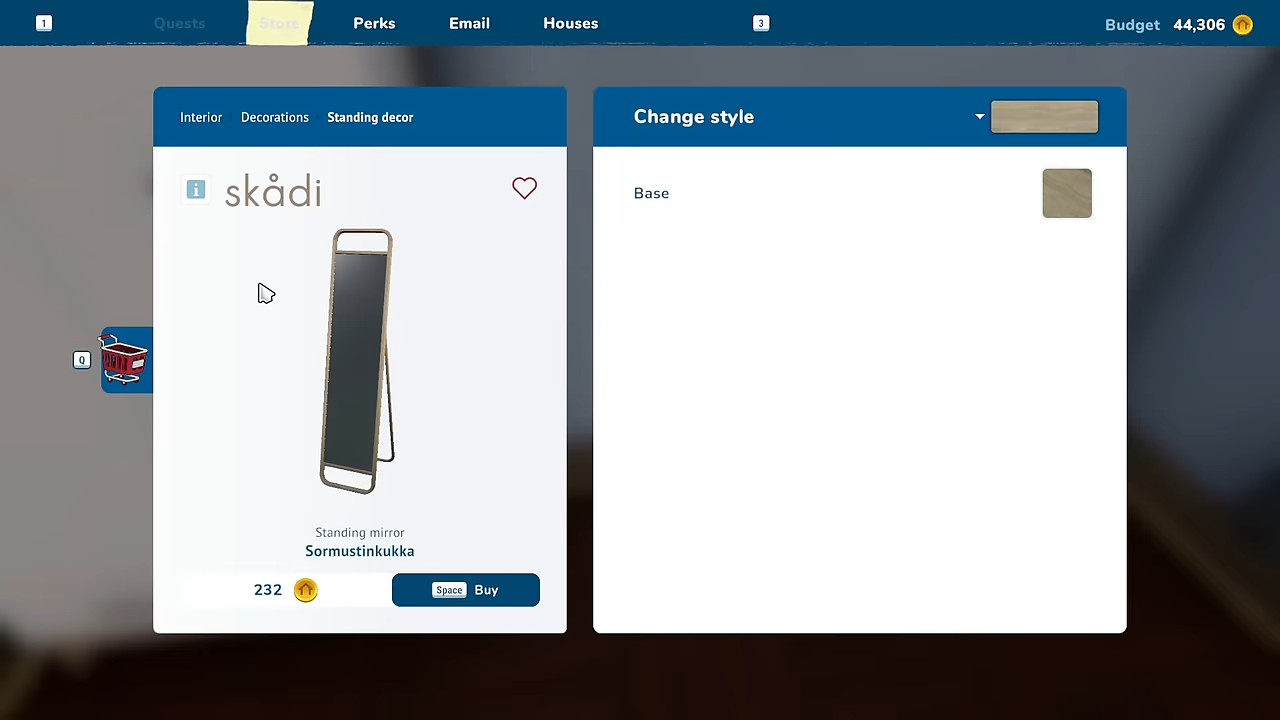 1 Quests Store Perks Email Houses 3 Budget 44,306
Interior Decorations Standing decor
Change style
i skådi
Base
Q
Standing mirror
Sormustinkukka
232 Space Buy